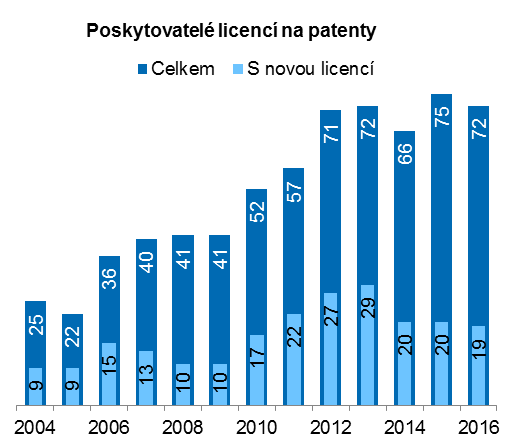 Poskytovatelé licencí na patenty
Celkem S novou licencí
25 22 36 40 41 41 52 57 71 72 66 75 72
9 9 15 13 10 10 17 22 27 29 20 20 19
2004 2006 2008 2010 2012 2014 2016